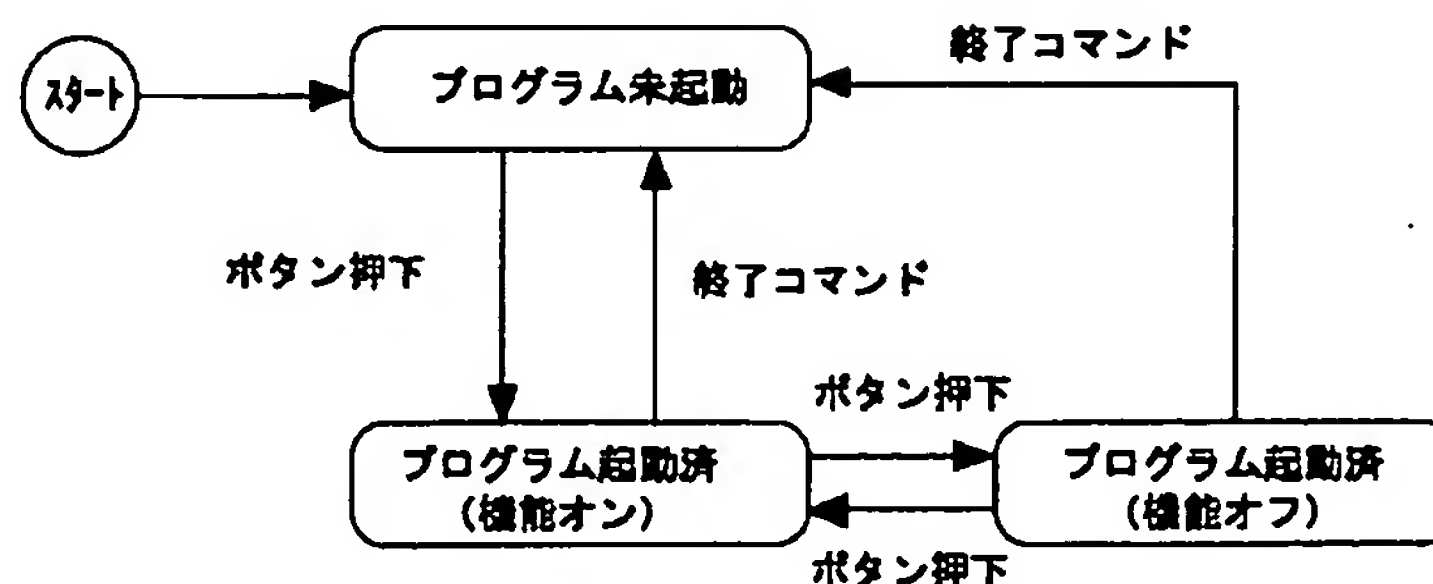 スタート
プログラム未起動
終了コマンド
ボタン押下
終了コマンド
ボタン押下
プログラム起動済
(機能オン)
プログラム起動済
(機能オフ)
ボタン押下